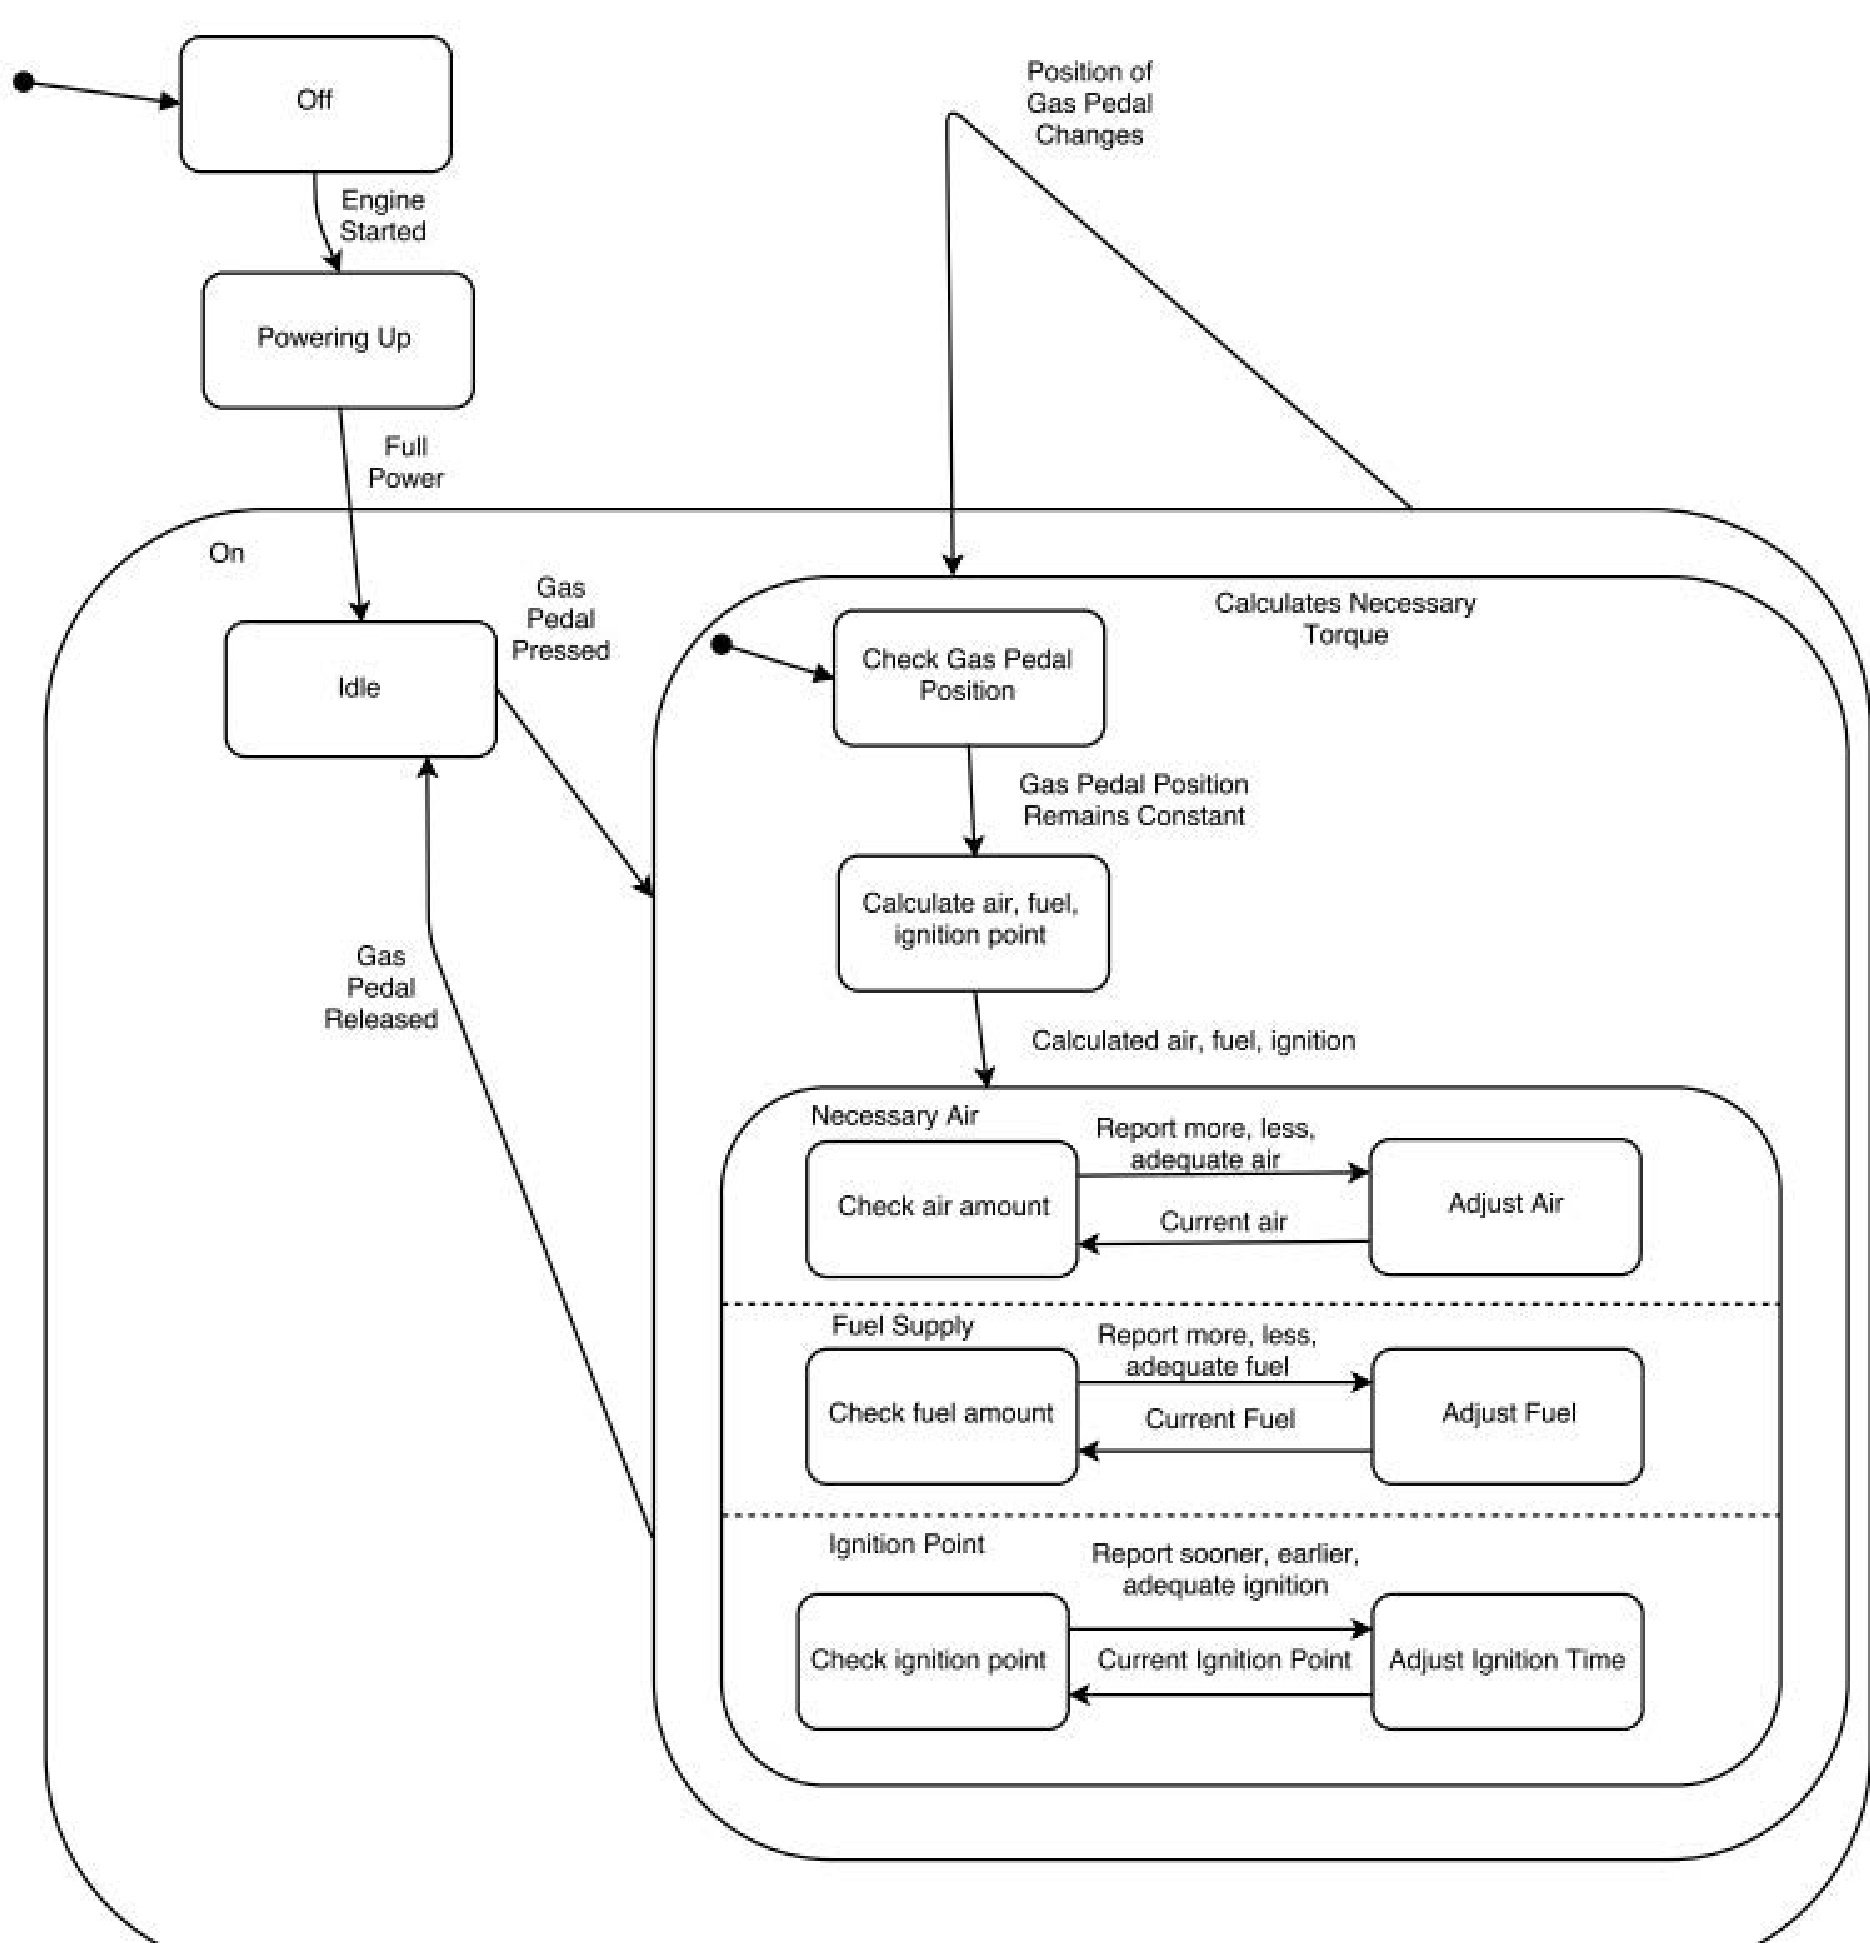 Off
Position of
Gas Pedal
Changes
Engine
Started
Powering Up
Full
Power
On
Gas
Pedal
Pressed
Calculates Necessary
Torque
Idle
Check Gas Pedal
Position
Gas Pedal Position
Remains Constant
Calculate air, fuel,
ignition point
Gas
Pedal
Released
Calculated air, fuel, ignition
Necessary Air
Report more, less,
adequate air
Check air amount
Adjust Air
Current air
Fuel Supply
Report more, less,
adequate fuel
Check fuel amount
Current Fuel
Adjust Fuel
Ignition Point
Report sooner, earlier,
adequate ignition
Check ignition point
Current Ignition Point
Adjust Ignition Time